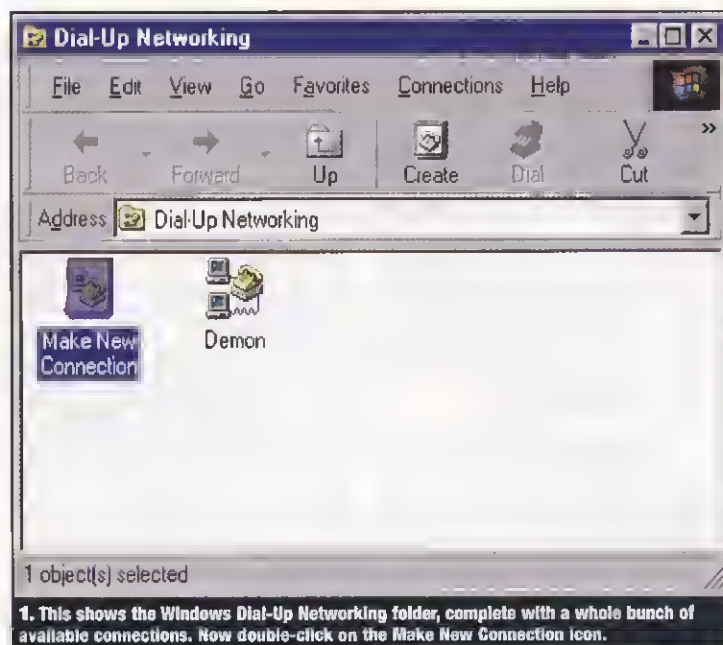 Dial-Up Networking
File Edit View Go Favorites Connections Help
Back Forward Up Create Dial Cut »
Address Dial-Up Networking
Make New Connection
Demon
1 object(s) selected
1. This shows the Windows Dial-Up Networking folder, complete with a whole bunch of
available connections. Now double-click on the Make New Connection icon.